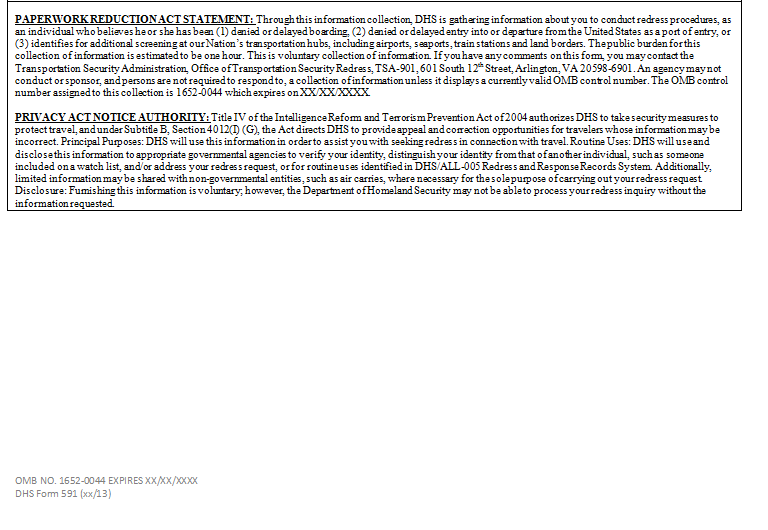 PAPERWORK REDUCTION ACT STATEMENT: Through this information collection, DHS is gathering information about you to conduct redress procedures, as
an individual who believes he or she has been (1) denied or delayed boarding, (2) denied or delayed entry into or departure from the United States as a port of entry, or
(3) identifies for additional screening at our Nation's transportation hubs, including airports, seaports, train stations and land borders. The public burden for this
collection of information is estimated to be one hour. This is voluntary collection of information. If you have any comments on this form, you may contact the
Transportation Security Administration, Office of Transportation Security Redress, TSA-901, 601 South 12th Street, Arlington, VA 20598-6901. An agency may not
conduct or sponsor, and persons are not required to respond to, a collection of information unless it displays a currently valid OMB control number. The OMB control
number assigned to this collection is 1652-0044 which expires on XX/XX/XXXX.
PRIVACY ACT NOTICE AUTHORITY: Title IV of the Intelligence Reform and Terrorism Prevention Act of 2004 authorizes DHS to take security measures to
protect travel, and under Subtitle B, Section 4012(I) (G), the Act directs DHS to provide appeal and correction opportunities for travelers whose information may be
incorrect. Principal Purposes: DHS will use this information in order to assist you with seeking redress in connection with travel. Routine Uses: DHS will use and
disclose this information to appropriate governmental agencies to verify your identity, distinguish your identity from that of another individual, such as someone
included on a watch list, and/or address your redress request, or for routine uses identified in DHS/ALL-005 Redress and Response Records System. Additionally,
limited information may be shared with non-governmental entities, such as air carries, where necessary for the sole purpose of carrying out your redress request.
Disclosure: Furnishing this information is voluntary; however, the Department of Homeland Security may not be able to process your redress inquiry without the
information requested.
OMB NO. 1652-0044 EXPIRES XX/XX/XXXX
DHS Form 591 (xx/13)